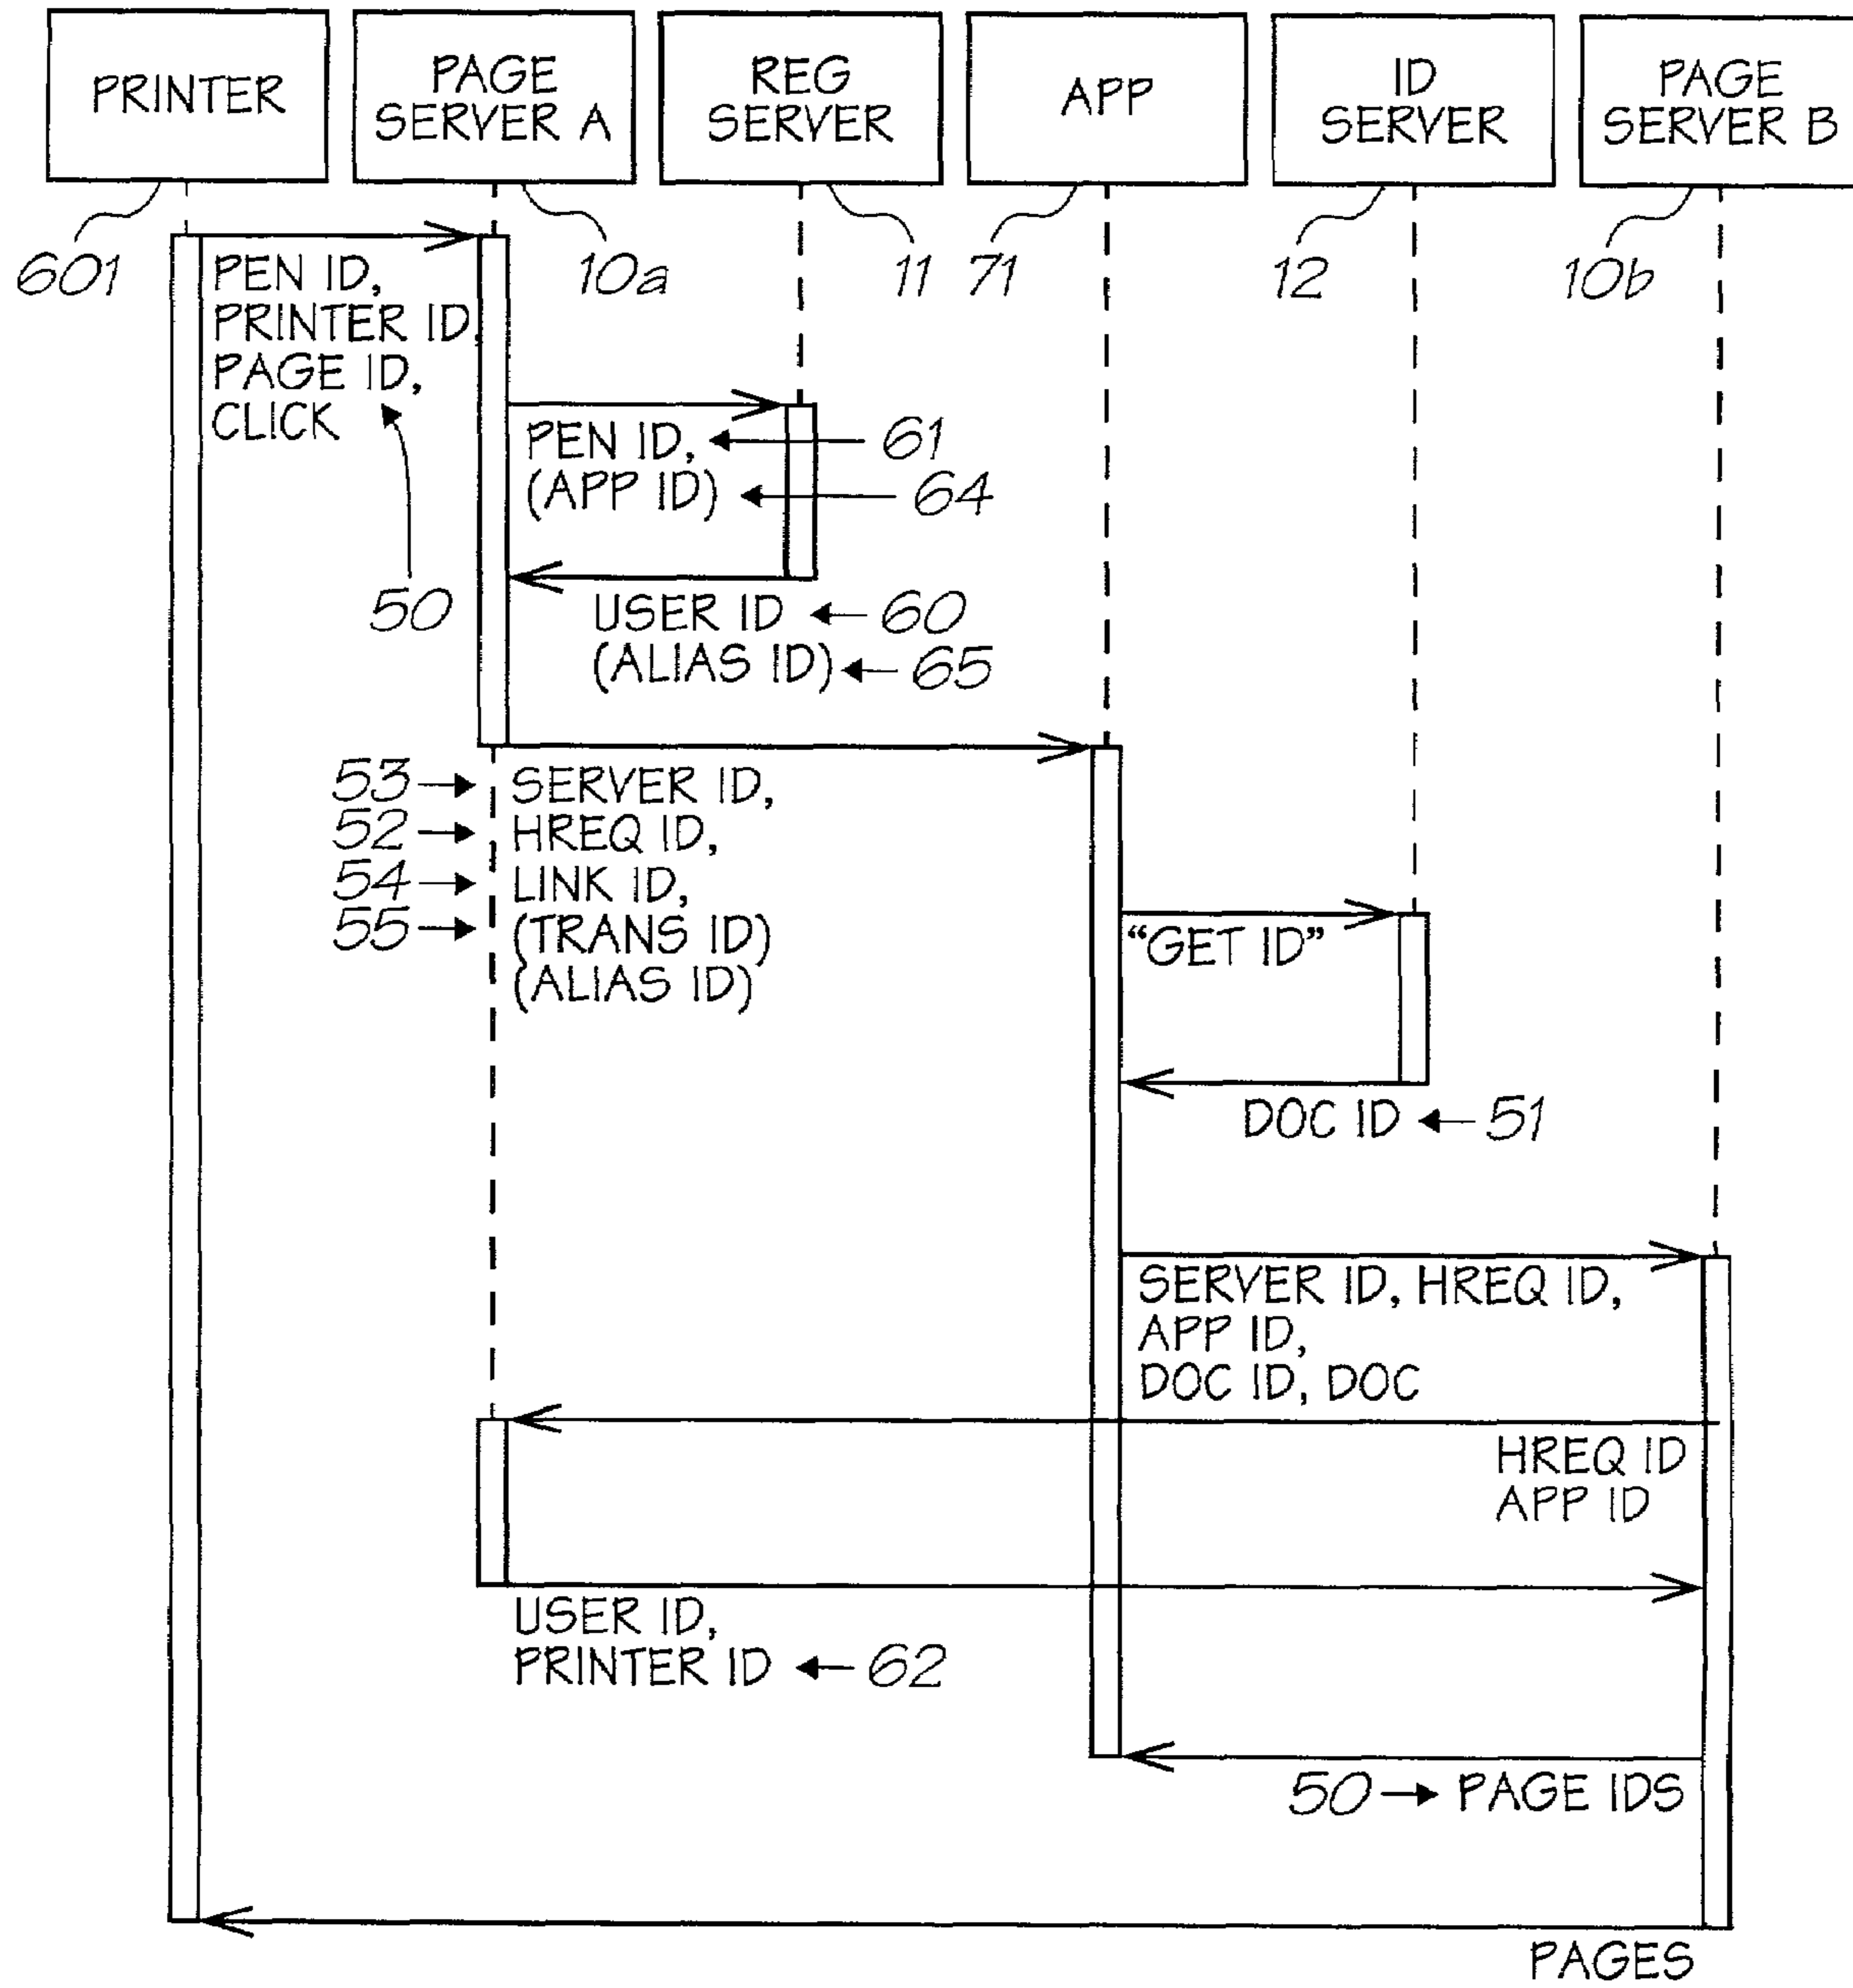 PRINTER
PAGE
SERVER A
REG
SERVER
APP
ID
SERVER
PAGE
SERVER B
601
10a
11
71
12
10b
PEN ID,
PRINTER ID,
PAGE ID,
CLICK
50
PEN ID, 61
(APP ID) 64
USER ID 60
(ALIAS ID) 65
53 SERVER ID,
52 HREQ ID,
54 LINK ID,
55 (TRANS ID)
(ALIAS ID)
“GET ID”
DOC ID 51
SERVER ID, HREQ ID,
APP ID,
DOC ID, DOC
HREQ ID
APP ID
USER ID,
PRINTER ID 62
50 PAGE IDS
PAGES